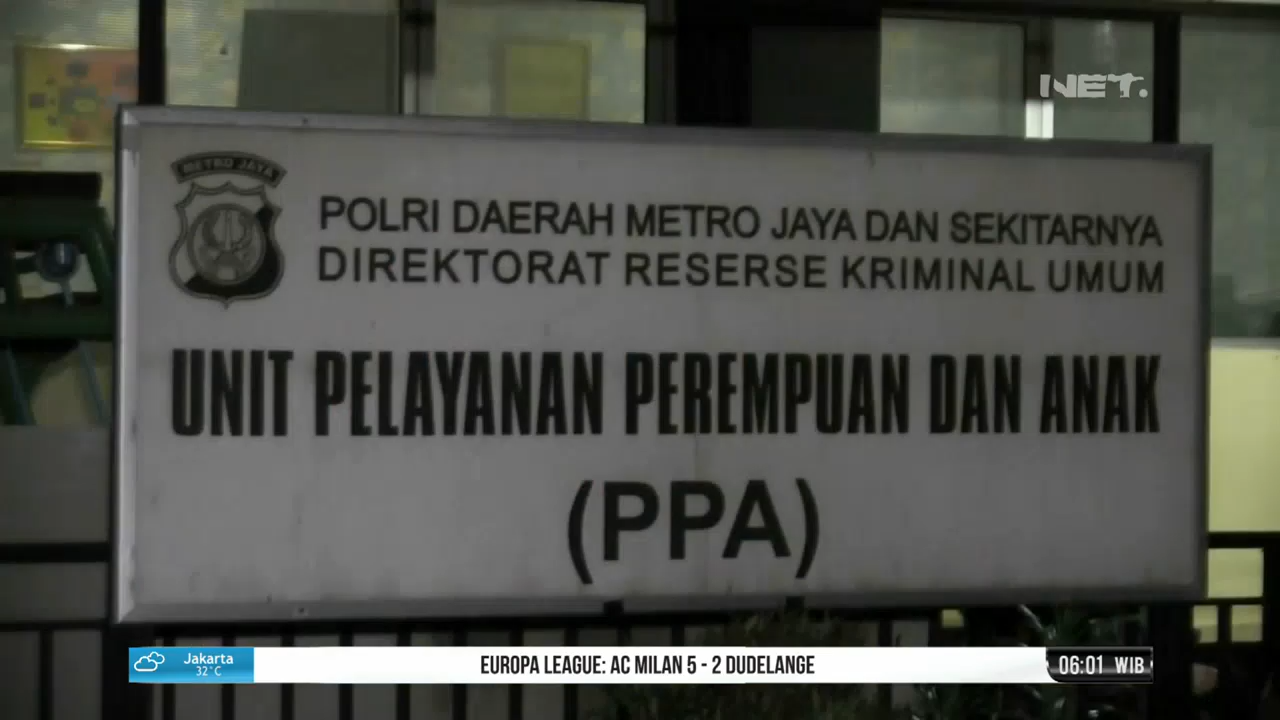 NET.
METRO JAYA
POLRI DAERAH METRO JAYA DAN SEKITARNYA
DIREKTORAT RESERSE KRIMINAL UMUM
UNIT PELAYANAN PEREMPUAN DAN ANAK
(PPA)
Jakarta
32°C
EUROPA LEAGUE: AC MILAN 5 - 2 DUDELANGE
06:01 WIB